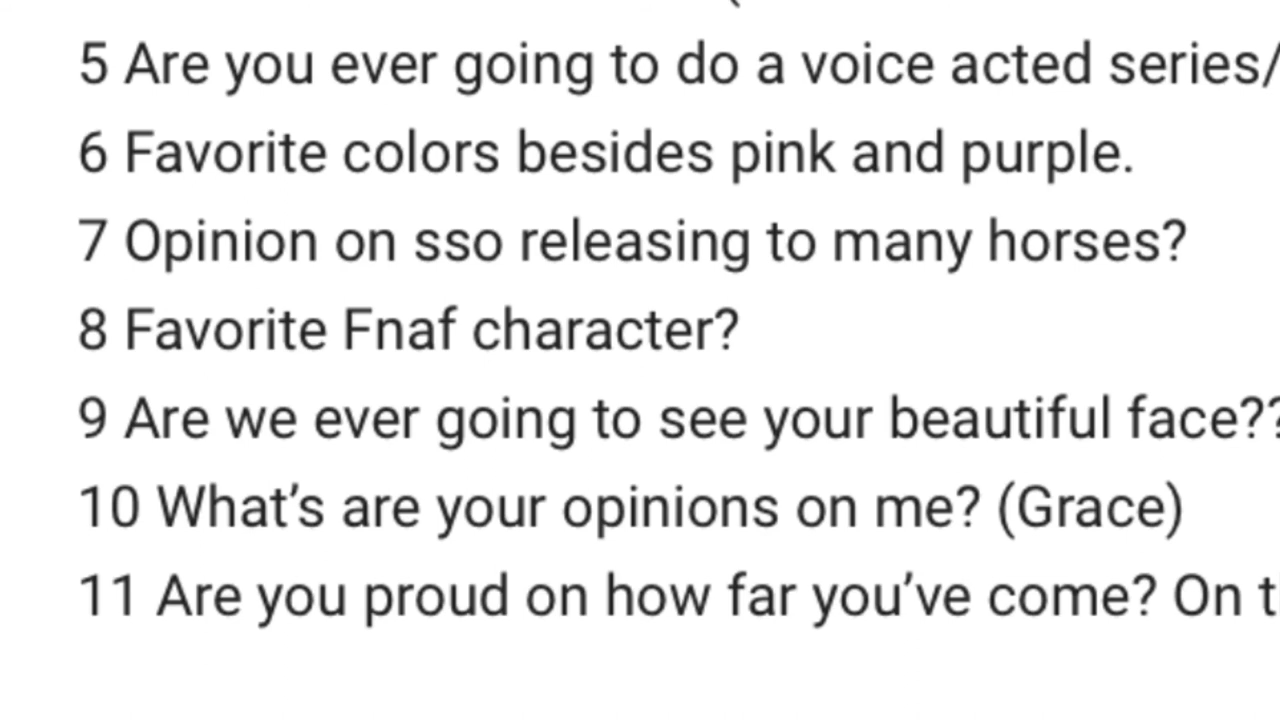 5 Are you ever going to do a voice acted series/
6 Favorite colors besides pink and purple.
7 Opinion on sso releasing to many horses?
8 Favorite Fnaf character?
9 Are we ever going to see your beautiful face??
10 What’s are your opinions on me? (Grace)
11 Are you proud on how far you’ve come? On